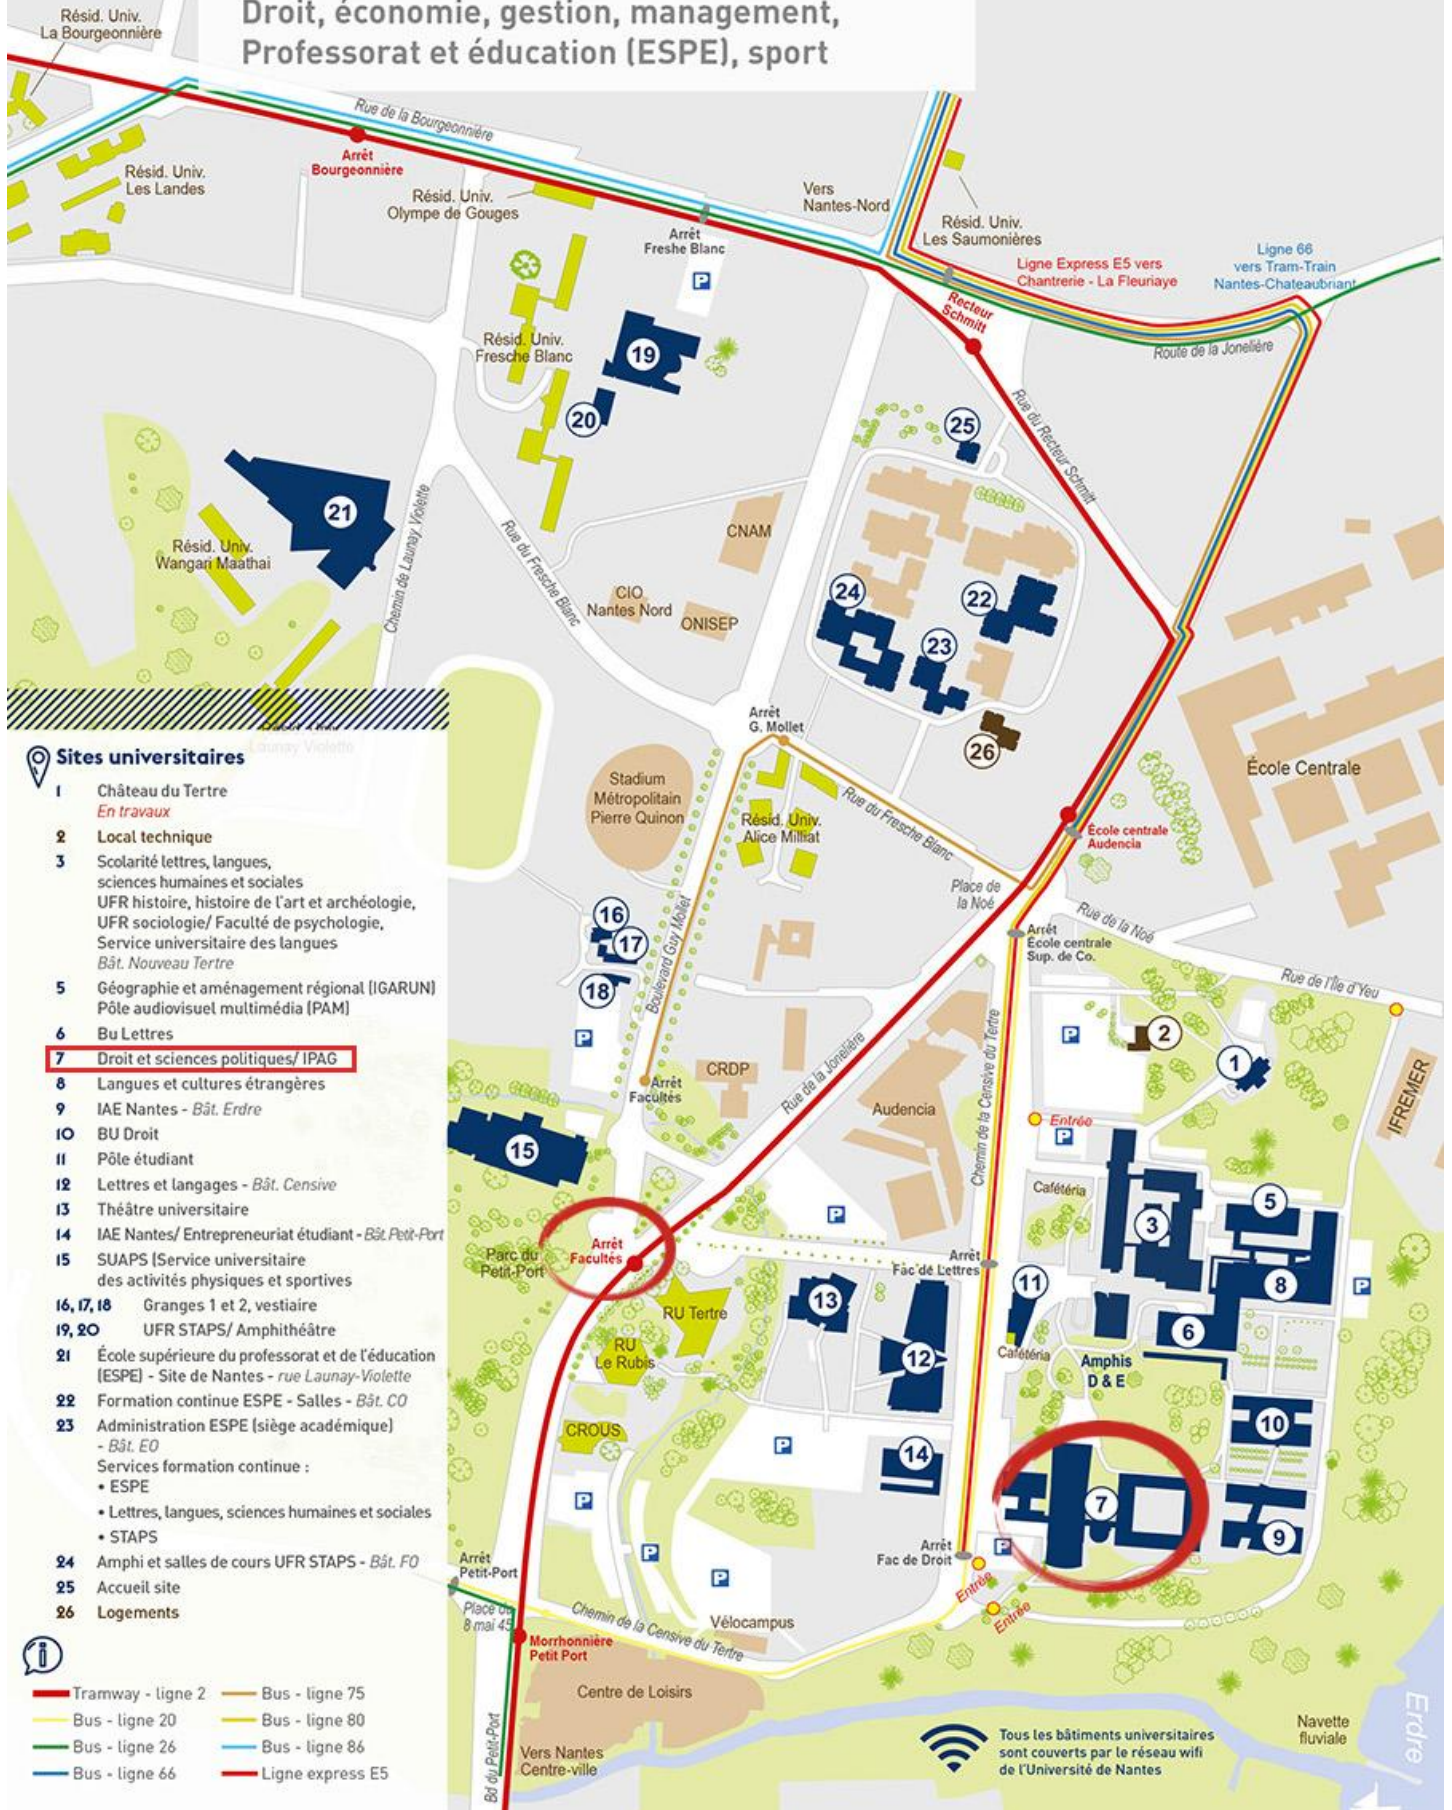 Droit, économie, gestion, management,
Professorat et éducation (ESPE), sport
Résid. Univ.
La Bourgeonnière
Rue de la Bourgeonnière
Arrêt
Bourgeonnière
Résid. Univ.
Les Landes
Résid. Univ.
Olympe de Gouges
Arrêt
Freshe Blanc
P
Vers
Nantes-Nord
Résid. Univ.
Les Saumonières
Ligne Express E5 vers
Chantrerie - La Fleuriaye
Ligne 66
vers Tram-Train
Nantes-Chateaubriant
Recteur
Schmitt
Route de la Jonelière
Résid. Univ.
Fresche Blanc
19
20
Rue du Recteur Schmitt
25
21
Résid. Univ.
Wangari Maathai
Chemin de Launay Violette
Rue du Fresche Blanc
CNAM
CIO
Nantes Nord
ONISEP
24
22
23
26
Arrêt
G. Mollet
École Centrale
Stadium
Métropolitain
Pierre Quinon
Résid. Univ.
Alice Milliat
Rue du Fresche Blanc
École centrale
Audencia
Place de
la Noé
Rue de la Noé
Arrêt
École centrale
Sup. de Co.
Rue de l'île d'Yeu
16
17
18
Boulevard Guy Mollet
P
Arrêt
Facultés
CRDP
Rue de la Jonelière
Audencia
Chemin de la Censive du Tertre
P
2
1
IFREMER
Entrée
P
15
Cafétéria
3
5
P
Arrêt
Facultés
Parc du
Petit-Port
Arrêt
Fac de Lettres
11
8
P
RU Tertre
13
6
RU
Le Rubis
12
Cafétéria
Amphis
D & E
CROUS
P
14
10
P
7
9
P
P
Arrêt
Fac de Droit
P
Entrée
Entrée
Arrêt
Petit-Port
Place du
8 mai 45
Chemin de la Censive du Tertre
Vélocampus
Morrhonnière
Petit Port
Centre de Loisirs
Bd du Petit-Port
Vers Nantes
Centre-ville
Tous les bâtiments universitaires
sont couverts par le réseau wifi
de l'Université de Nantes
Navette
fluviale
Erdre
Launay Violette
Sites universitaires
1 Château du Tertre
En travaux
2 Local technique
3 Scolarité lettres, langues,
sciences humaines et sociales
UFR histoire, histoire de l'art et archéologie,
UFR sociologie/ Faculté de psychologie,
Service universitaire des langues
Bât. Nouveau Tertre
5 Géographie et aménagement régional (IGARUN)
Pôle audiovisuel multimédia (PAM)
6 Bu Lettres
7 Droit et sciences politiques/ IPAG
8 Langues et cultures étrangères
9 IAE Nantes - Bât. Erdre
10 BU Droit
11 Pôle étudiant
12 Lettres et langages - Bât. Censive
13 Théâtre universitaire
14 IAE Nantes/ Entrepreneuriat étudiant - Bât. Petit-Port
15 SUAPS (Service universitaire
des activités physiques et sportives
16, 17, 18 Granges 1 et 2, vestiaire
19, 20 UFR STAPS/ Amphithéâtre
21 École supérieure du professorat et de l'éducation
(ESPE) - Site de Nantes - rue Launay-Violette
22 Formation continue ESPE - Salles - Bât. CO
23 Administration ESPE (siège académique)
- Bât. EO
Services formation continue :
• ESPE
• Lettres, langues, sciences humaines et sociales
• STAPS
24 Amphi et salles de cours UFR STAPS - Bât. FO
25 Accueil site
26 Logements
Tramway - ligne 2
Bus - ligne 20
Bus - ligne 26
Bus - ligne 66
Bus - ligne 75
Bus - ligne 80
Bus - ligne 86
Ligne express E5